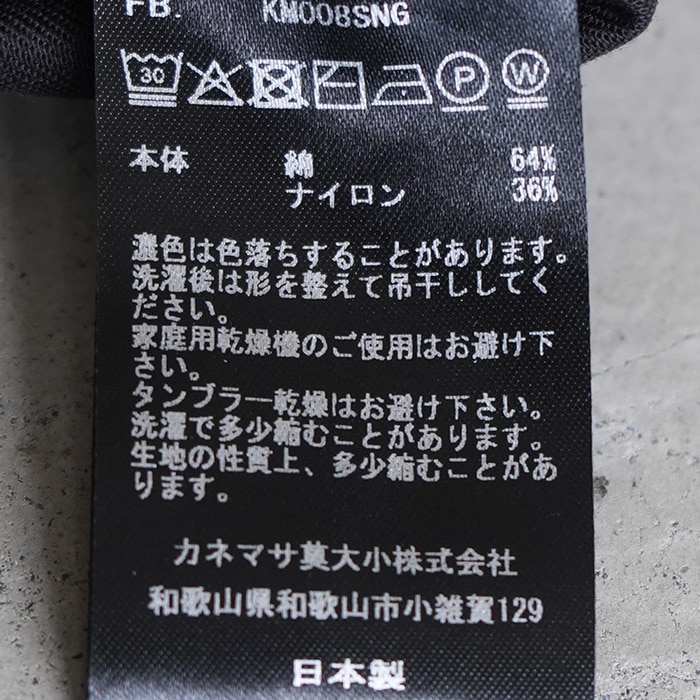 FB. KM008SNG
30 P W
本体 綿 64%
ナイロン 36%
濃色は色落ちすることがあります。
洗濯後は形を整えて吊干ししてく
ださい。
家庭用乾燥機のご使用はお避け下
さい。
タンブラー乾燥はお避け下さい。
洗濯で多少縮むことがあります。
生地の性質上、多少縮むことがあ
ります。
カネマサ莫大小株式会社
和歌山県和歌山市小雑賀129
日本製